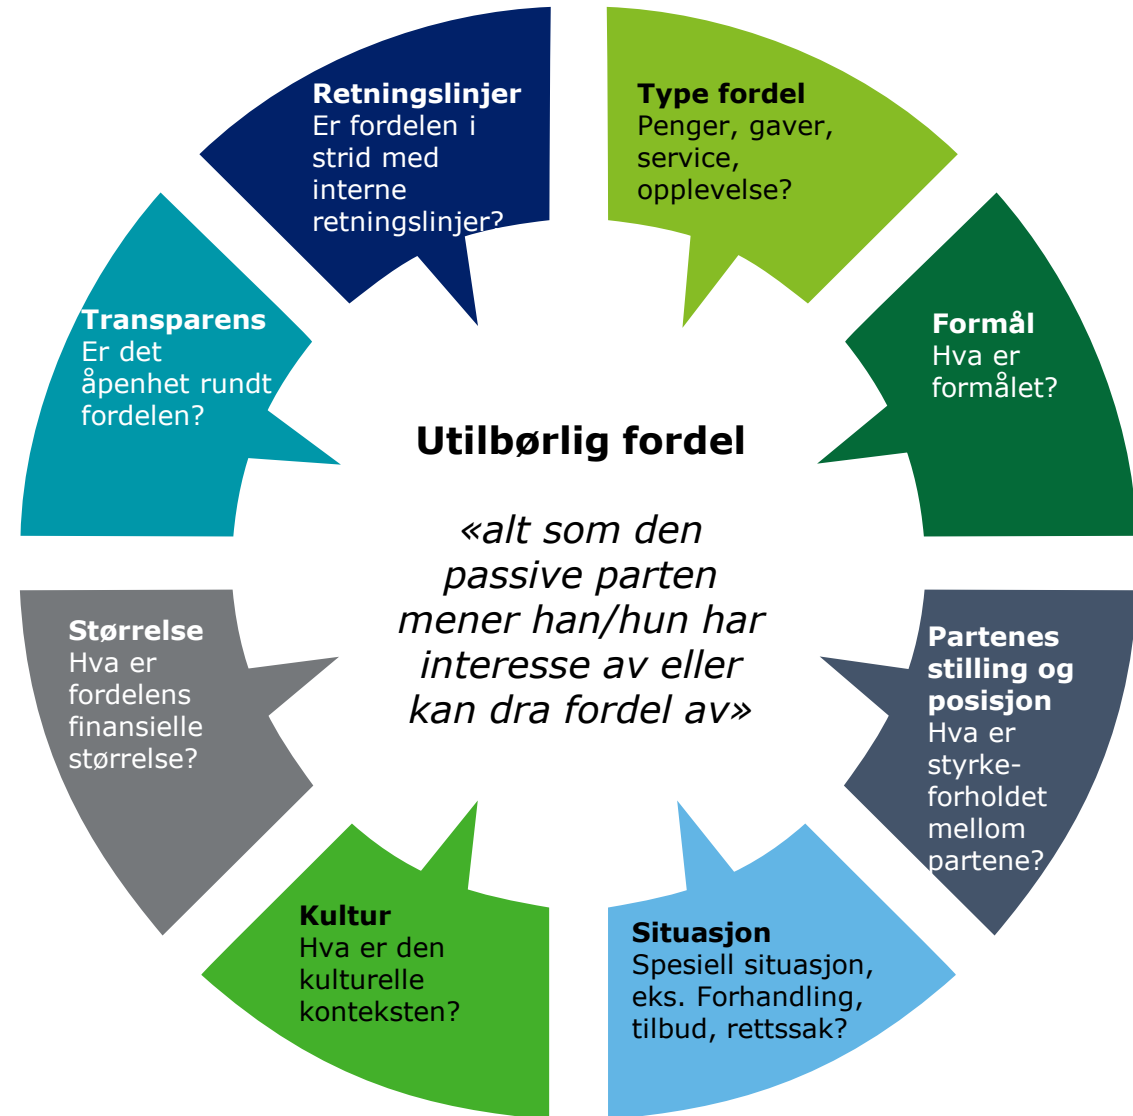 Retningslinjer
Er fordelen i
strid med
interne
retningslinjer?
Type fordel
Penger, gaver,
service,
opplevelse?
Formål
Hva er
formålet?
Partenes
stilling og
posisjon
Hva er
styrke-
forholdet
mellom
partene?
Situasjon
Spesiell situasjon,
eks. Forhandling,
tilbud, rettssak?
Kultur
Hva er den
kulturelle
konteksten?
Størrelse
Hva er
fordelens
finansielle
størrelse?
Transparens
Er det
åpenhet rundt
fordelen?
Utilbørlig fordel
«alt som den
passive parten
mener han/hun har
interesse av eller
kan dra fordel av»